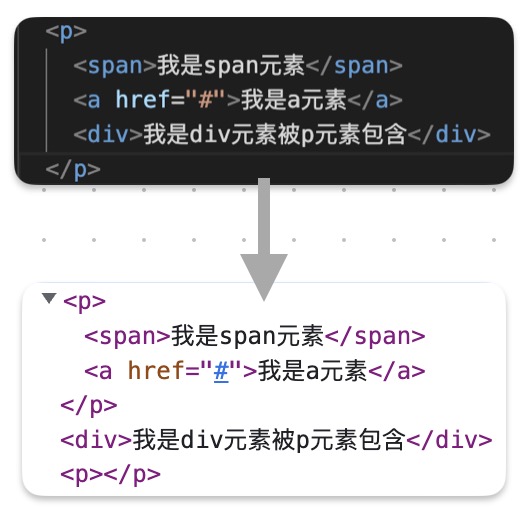 <p>
<span>我是span元素</span>
<a href="#">我是a元素</a>
<div>我是div元素被p元素包含</div>
</p>
<p>
<span>我是span元素</span>
<a href="#">我是a元素</a>
</p>
<div>我是div元素被p元素包含</div>
<p></p>